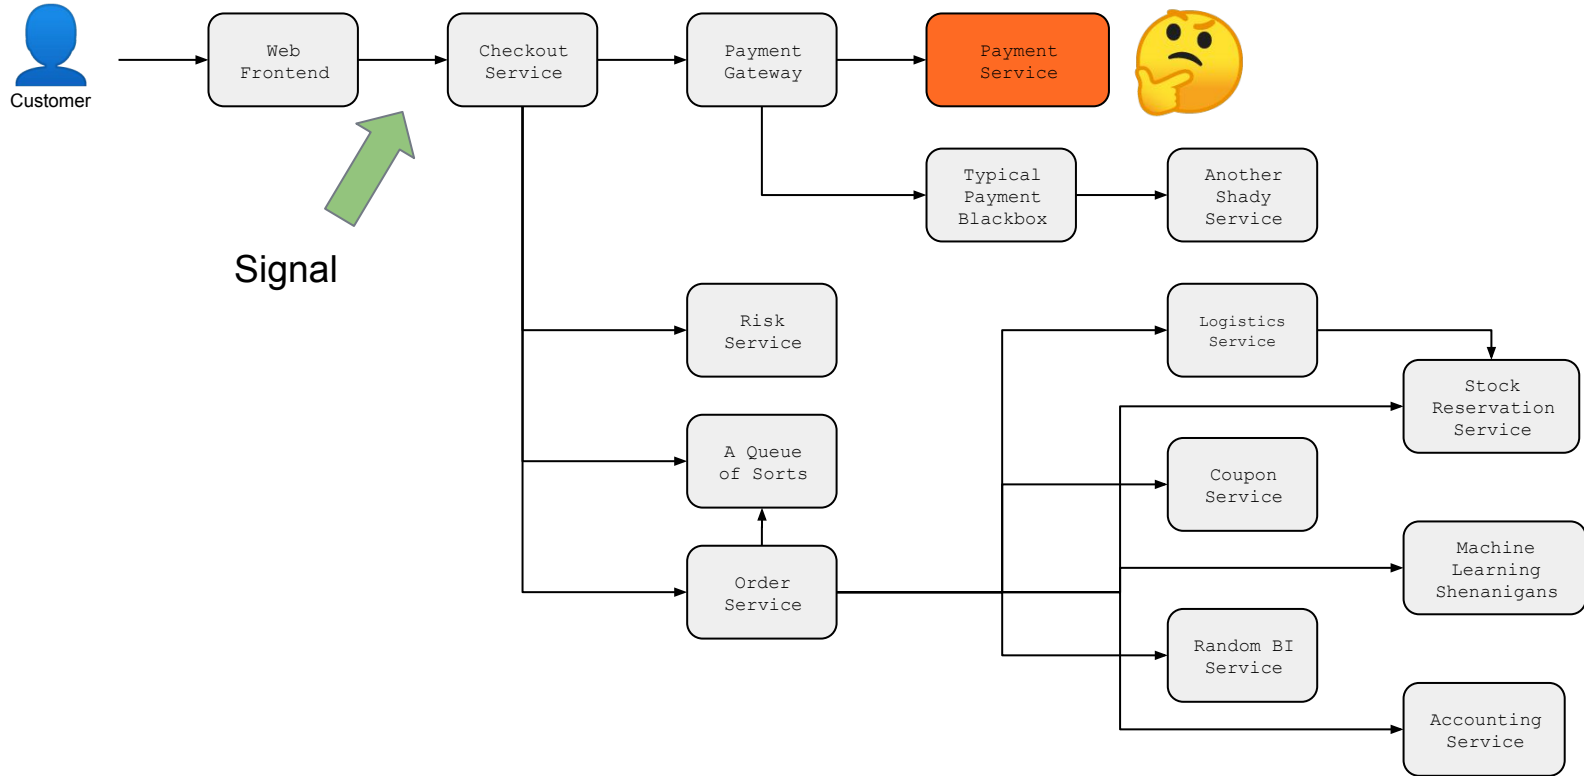 Customer
Web
Frontend
Checkout
Service
Payment
Gateway
Payment
Service
Typical
Payment
Blackbox
Another
Shady
Service
Signal
Risk
Service
Logistics
Service
Stock
Reservation
Service
A Queue
of Sorts
Coupon
Service
Order
Service
Machine
Learning
Shenanigans
Random BI
Service
Accounting
Service